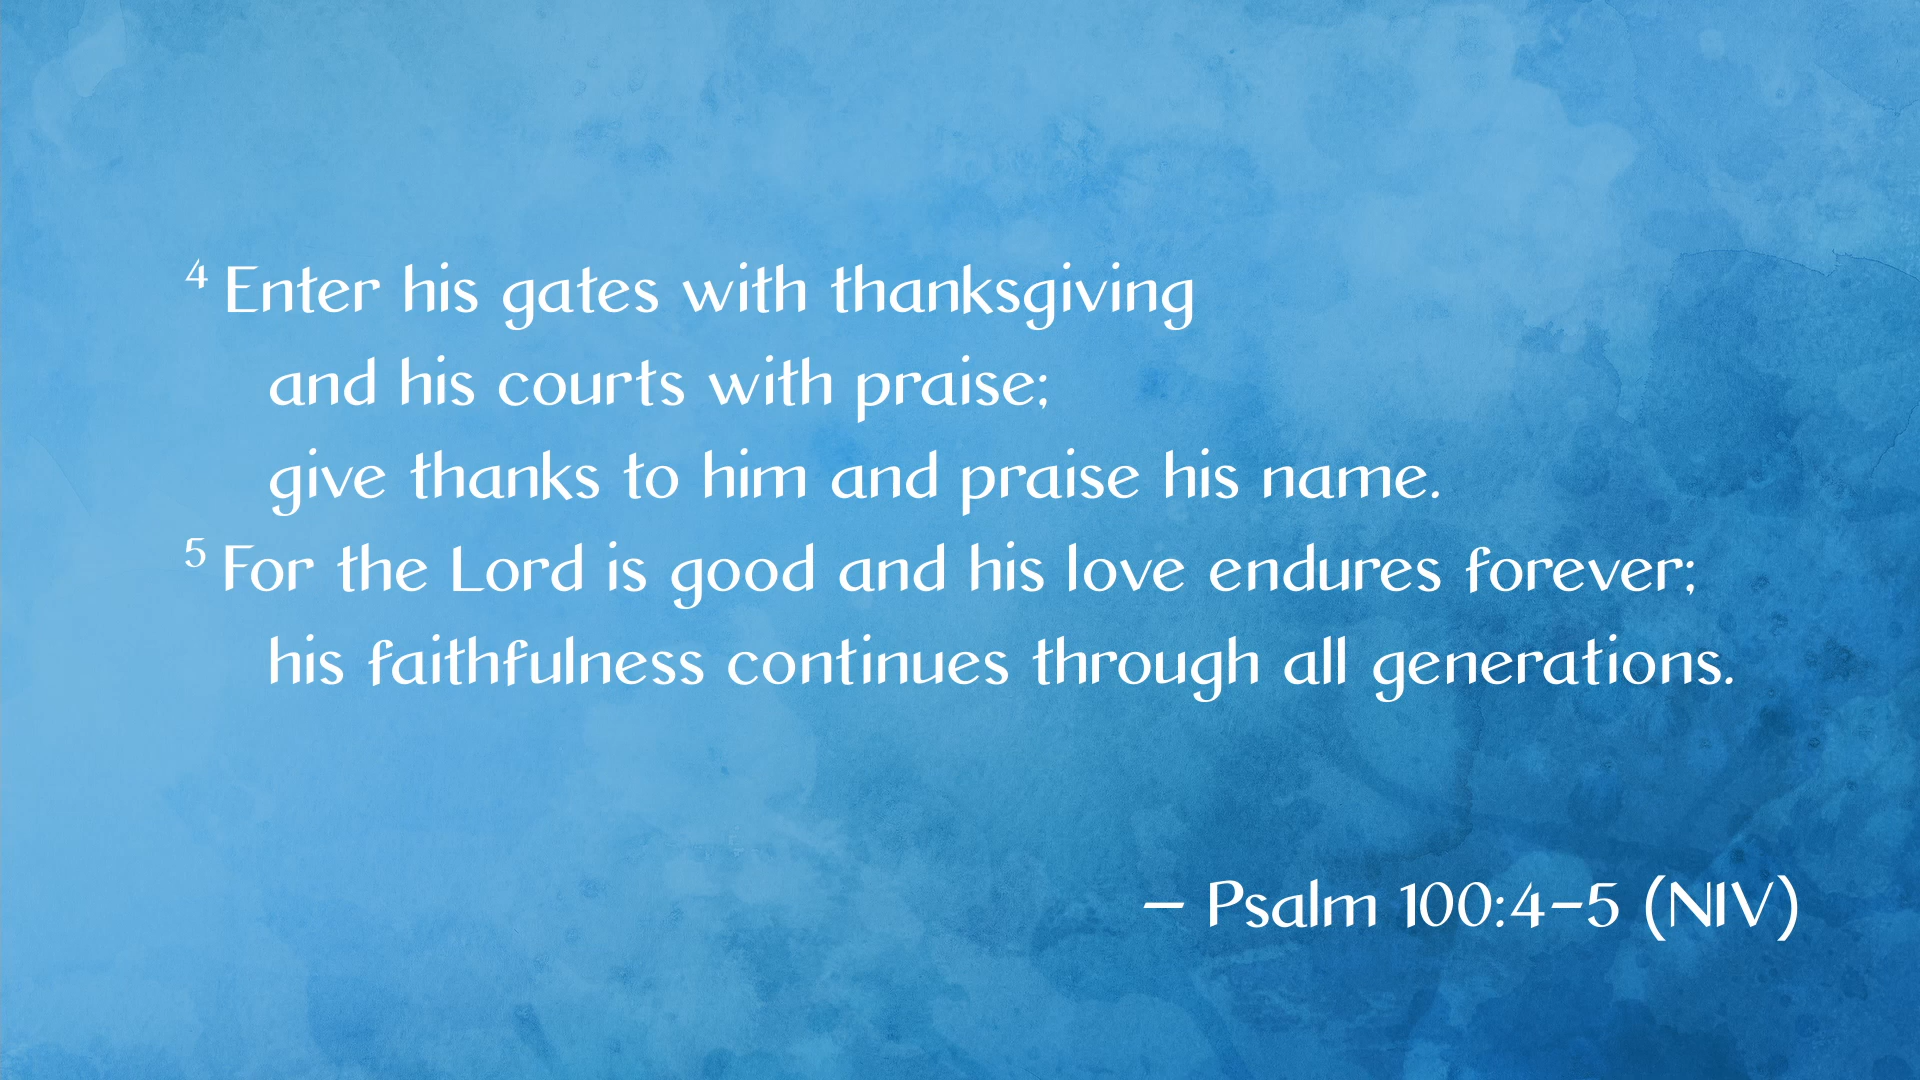 4 Enter his gates with thanksgiving
and his courts with praise;
give thanks to him and praise his name.
5 For the Lord is good and his love endures forever;
his faithfulness continues through all generations.
– Psalm 100:4–5 (NIV)